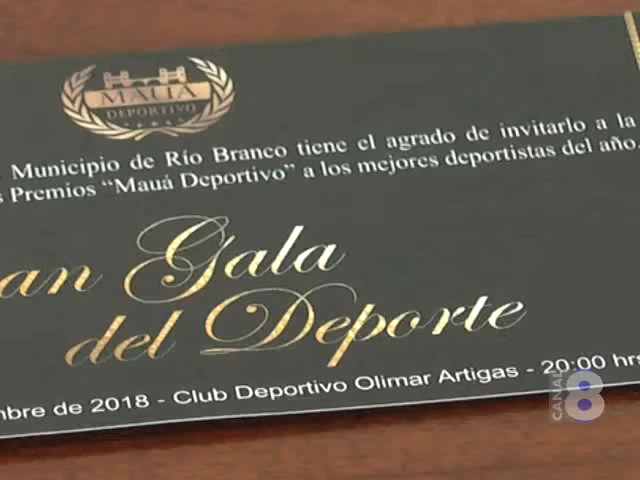 MAUÁ
DEPORTIVO
Municipio de Río Branco tiene el agrado de invitarlo a la
s Premios “Mauá Deportivo” a los mejores deportistas del año.
an Gala
del Deporte
mbre de 2018 - Club Deportivo Olimar Artigas - 20:00 hrs
CANAL 8